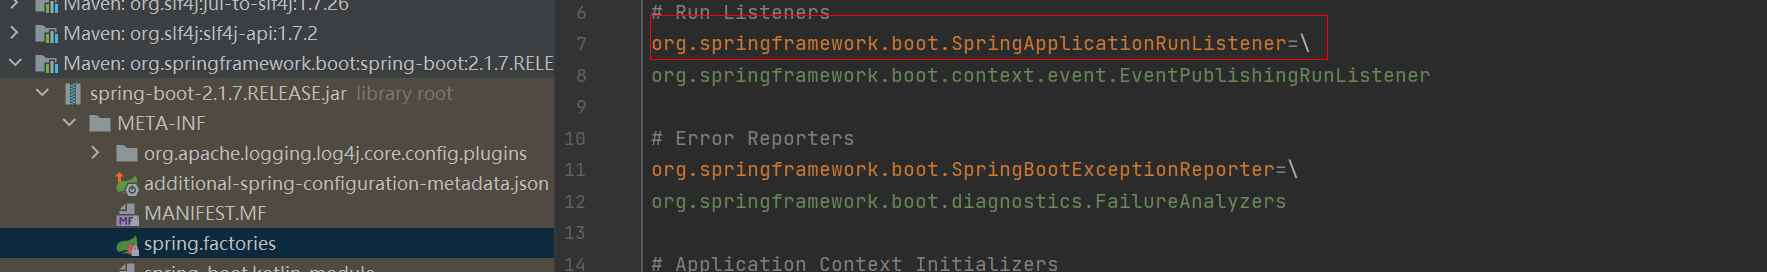 Maven: org.slf4j:jul-to-slf4j:1.7.26
Maven: org.slf4j:slf4j-api:1.7.2
Maven: org.springframework.boot:spring-boot:2.1.7.RELE
spring-boot-2.1.7.RELEASE.jar library root
META-INF
org.apache.logging.log4j.core.config.plugins
additional-spring-configuration-metadata.json
MANIFEST.MF
spring.factories
spring-boot.kotlin_module
6 # Run Listeners
7 org.springframework.boot.SpringApplicationRunListener=\
8 org.springframework.boot.context.event.EventPublishingRunListener
9
10 # Error Reporters
11 org.springframework.boot.SpringBootExceptionReporter=\
12 org.springframework.boot.diagnostics.FailureAnalyzers
13
14 # Application Context Initializers